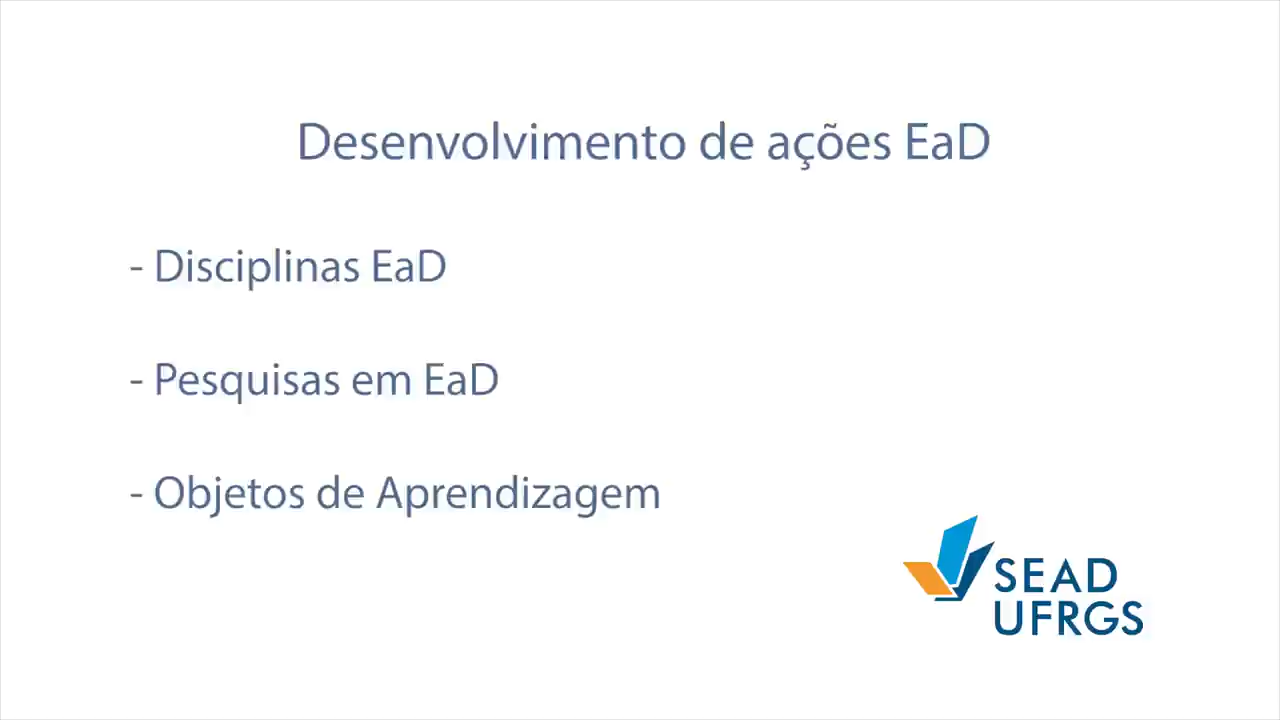 Desenvolvimento de ações EaD
- Disciplinas EaD
- Pesquisas em EaD
- Objetos de Aprendizagem
SEAD
UFRGS